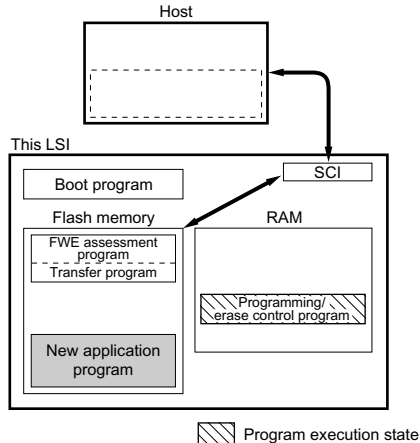 Host
This LSI
SCI
Boot program
Flash memory
RAM
FWE assessment
program
Transfer program
Programming/
erase control program
New application
program
Program execution state